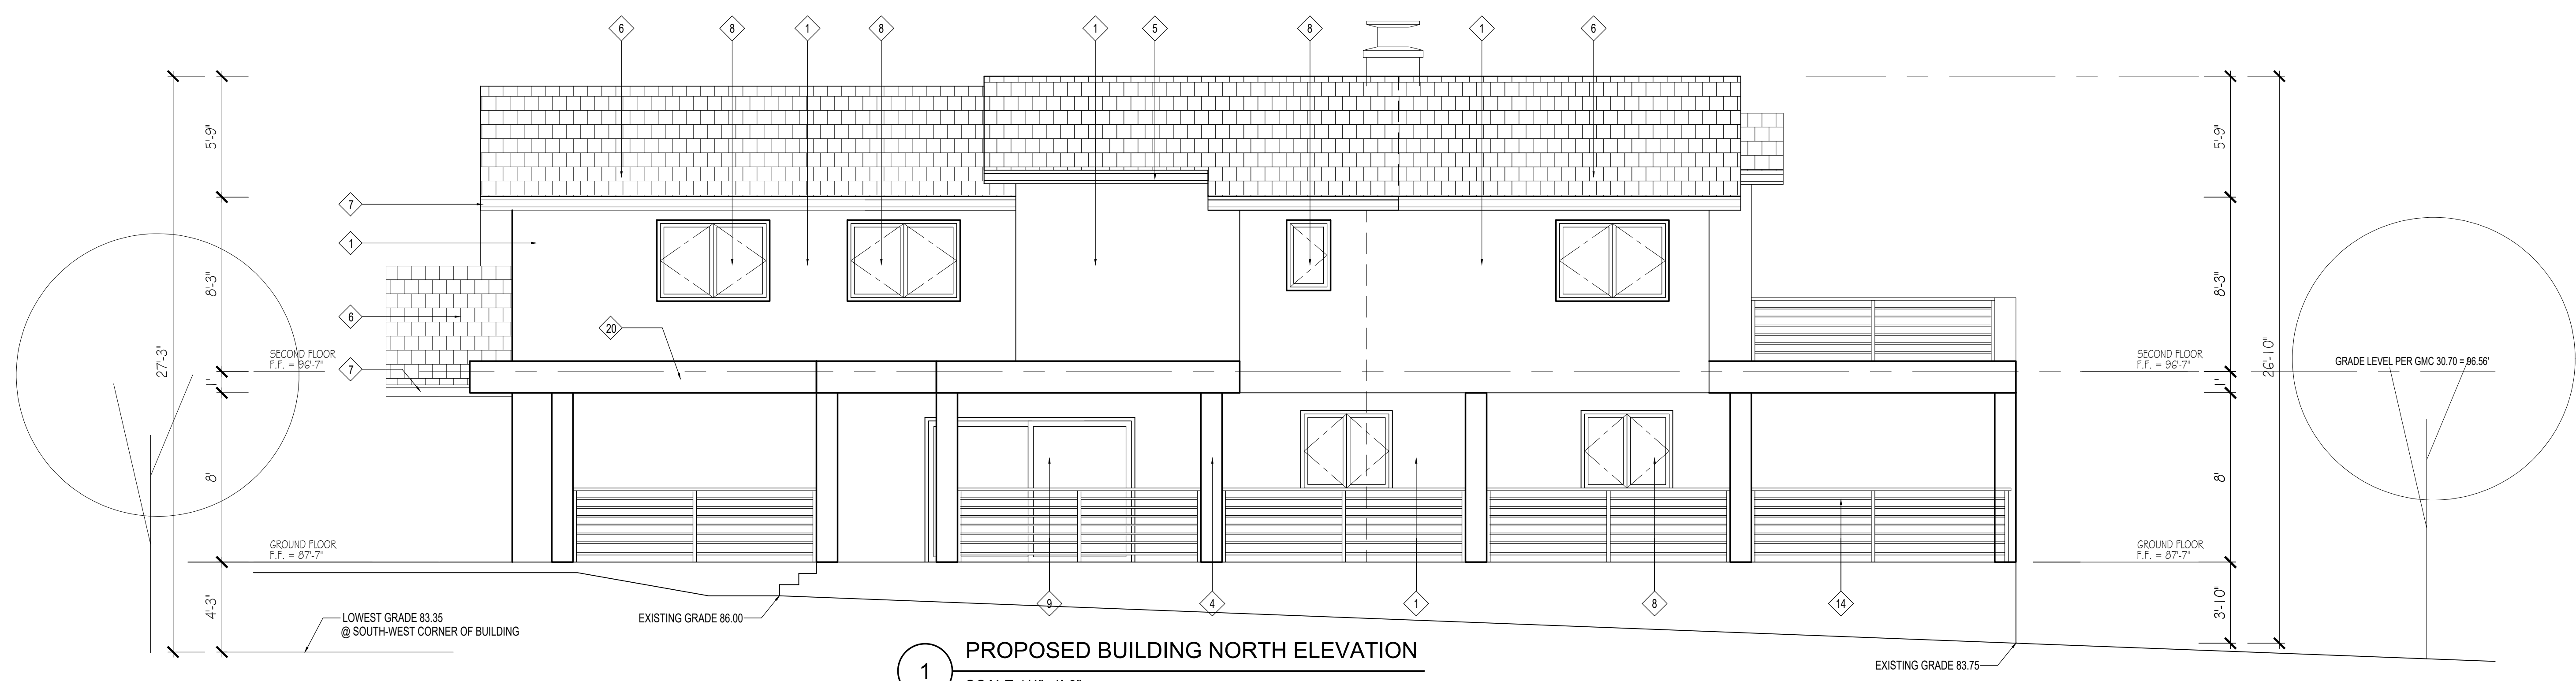 6
8
1
8
1
5
8
1
6
5'-9"
5'-9"
7
1
8'-3"
8'-3"
6
20
27'-3"
SECOND FLOOR
F.F. = 96'-7"
7
1'
SECOND FLOOR
F.F. = 96'-7"
1'
26'-10"
GRADE LEVEL PER GMC 30.70 = 96.56'
8'
8'
GROUND FLOOR
F.F. = 87'-7"
GROUND FLOOR
F.F. = 87'-7"
9
4
1
8
14
4'-3"
3'-10"
LOWEST GRADE 83.35
@ SOUTH-WEST CORNER OF BUILDING
EXISTING GRADE 86.00
1
PROPOSED BUILDING NORTH ELEVATION
EXISTING GRADE 83.75